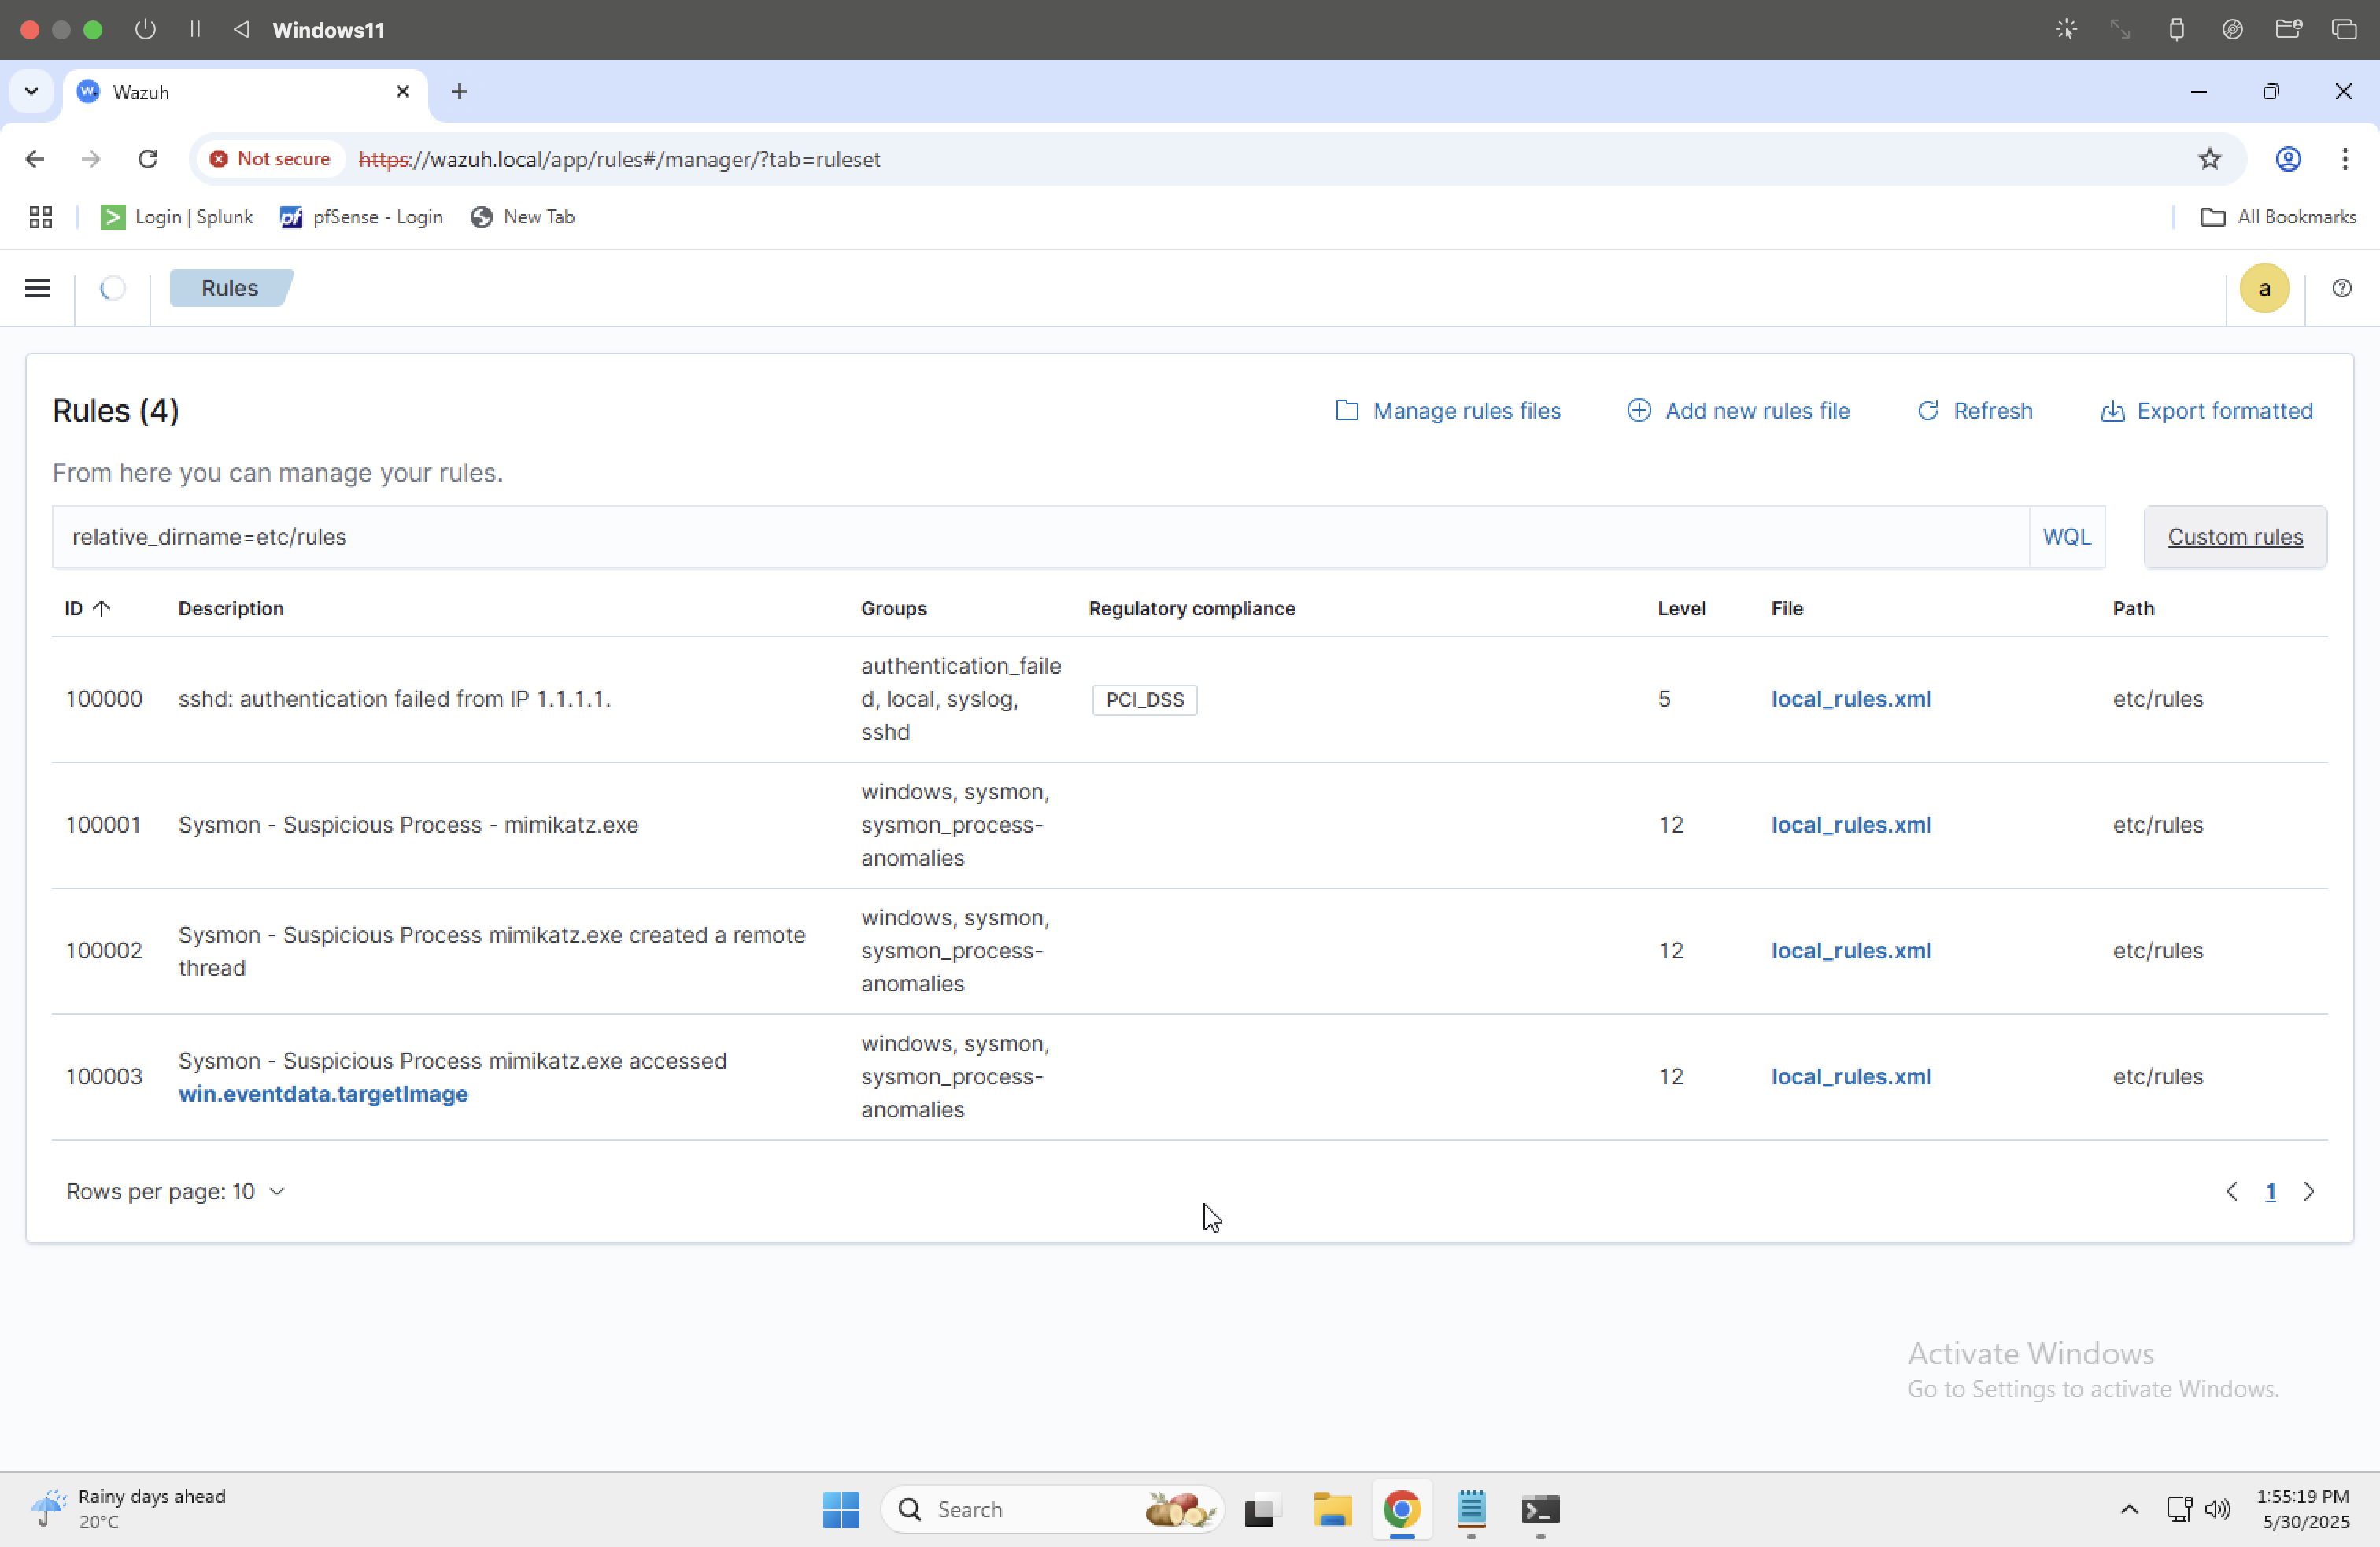 Windows11
Wazuh
Not secure https://wazuh.local/app/rules#/manager/?tab=ruleset
Login | Splunk pfSense - Login New Tab All Bookmarks
Rules a
Rules (4) Manage rules files Add new rules file Refresh Export formatted
From here you can manage your rules.
relative_dirname=etc/rules WQL Custom rules
ID Description Groups Regulatory compliance Level File Path
100000 sshd: authentication failed from IP 1.1.1.1. authentication_faile
d, local, syslog,
sshd PCI_DSS 5 local_rules.xml etc/rules
100001 Sysmon - Suspicious Process - mimikatz.exe windows, sysmon,
sysmon_process-
anomalies 12 local_rules.xml etc/rules
100002 Sysmon - Suspicious Process mimikatz.exe created a remote
thread windows, sysmon,
sysmon_process-
anomalies 12 local_rules.xml etc/rules
100003 Sysmon - Suspicious Process mimikatz.exe accessed
win.eventdata.targetImage windows, sysmon,
sysmon_process-
anomalies 12 local_rules.xml etc/rules
Rows per page: 10 1
Activate Windows
Go to Settings to activate Windows.
Rainy days ahead
20°C
Search
1:55:19 PM
5/30/2025